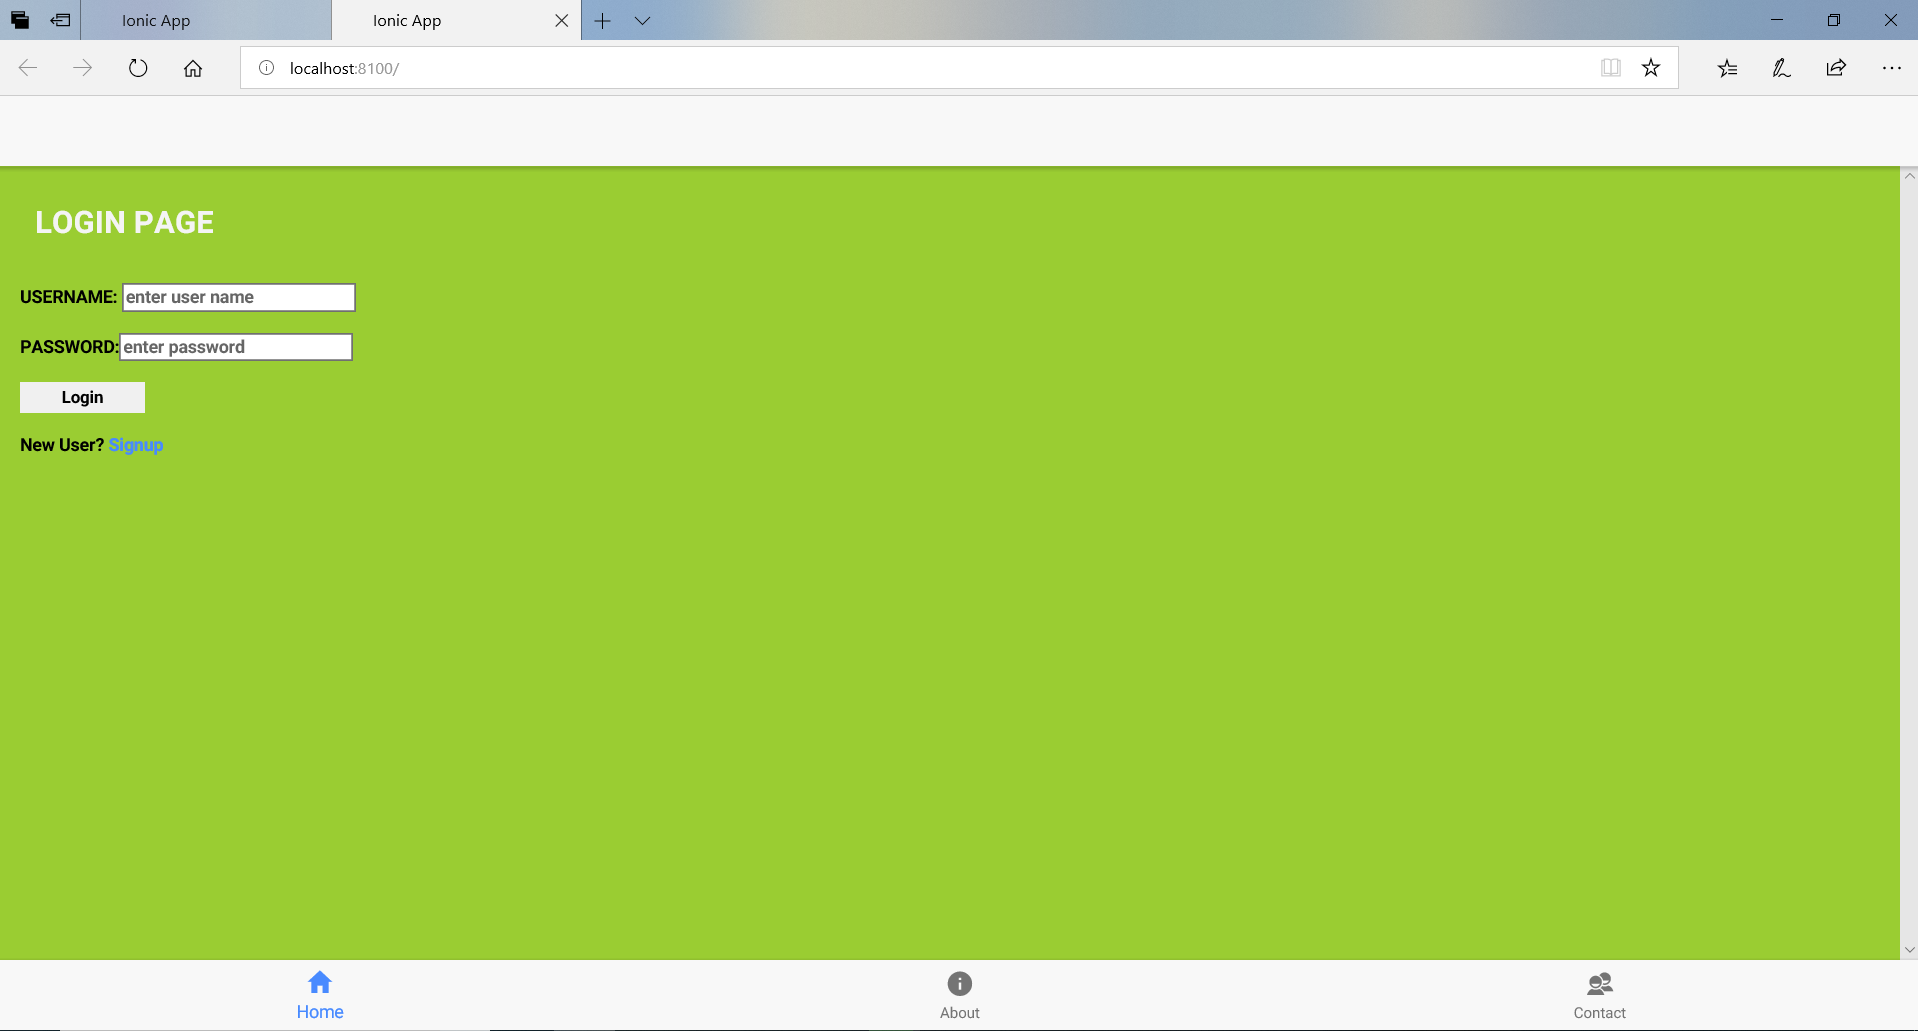 Ionic App Ionic App
localhost:8100/
LOGIN PAGE
USERNAME: enter user name
PASSWORD: enter password
Login
New User? Signup
Home About Contact